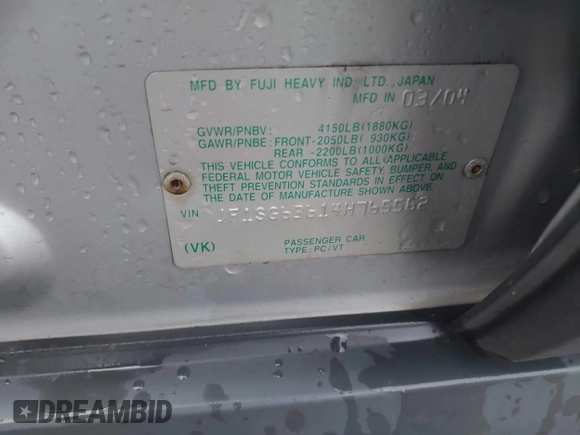 MFD BY FUJI HEAVY IND. LTD. JAPAN
MFD IN 03/04
GVWR/PNBV: 4150LB(1880KG)
GAWR/PNBE: FRONT-2050LB( 930KG)
REAR -2200LB(1000KG)
THIS VEHICLE CONFORMS TO ALL APPLICABLE
FEDERAL MOTOR VEHICLE SAFETY, BUMPER, AND
THEFT PREVENTION STANDARDS IN EFFECT ON
THE DATE OF MANUFACTURE SHOWN ABOVE.
VIN JF1SG63614H765562
(VK) PASSENGER CAR
TYPE: PC/VT
DREAMBID